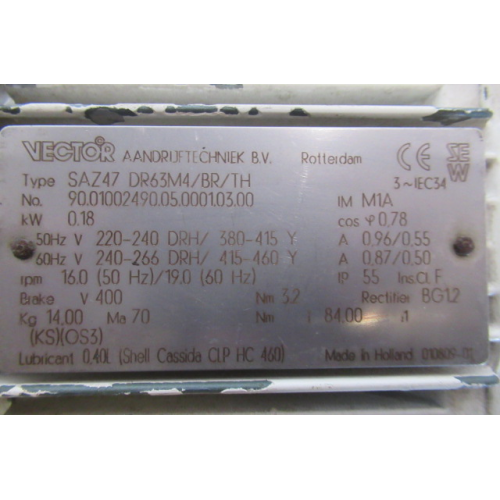 VECTOR AANDRIJFTECHNIEK B.V. Rotterdam CE SEW
Type SAZ47 DR63M4/BR/TH 3~IEC34
No. 90.01002490.05.0001.03.00 IM M1A
kW 0.18 cos φ 0,78
50Hz V 220-240 DRH/ 380-415 Y A 0,96/0,55
60Hz V 240-266 DRH/ 415-460 Y A 0,87/0,50
rpm 16.0 (50 Hz)/19.0 (60 Hz) IP 55 Ins.Cl. F
Brake V 400 Nm 3.2 Rectifier BG1.2
Kg 14,00 Ma 70 Nm i 84,00 :1
(KS)(OS3)
Lubricant 0,40L (Shell Cassida CLP HC 460) Made in Holland